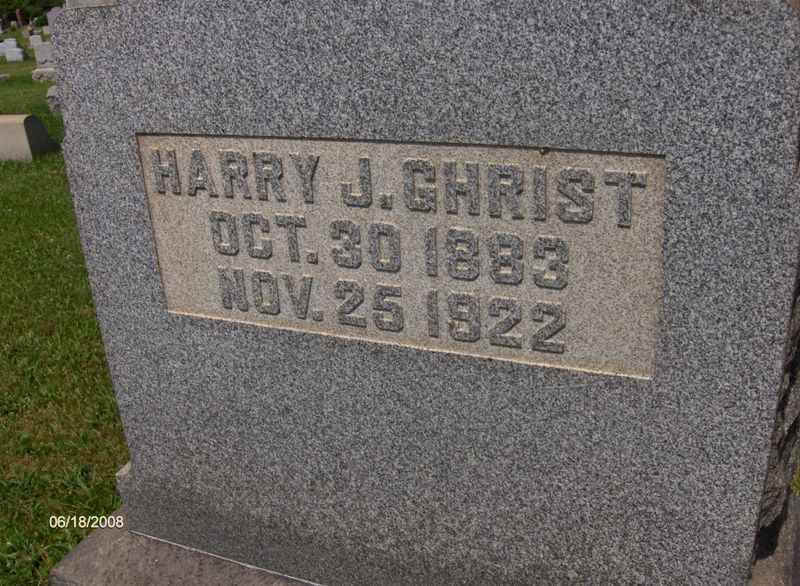 HARRY J. GHRIST
OCT. 30 1883
NOV. 25 1922
06/18/2008